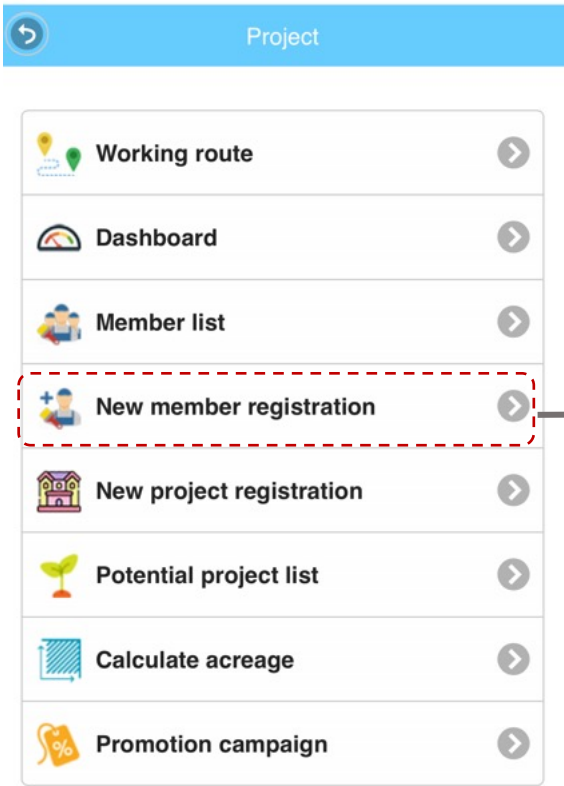 Project
Working route
Dashboard
Member list
New member registration
New project registration
Potential project list
Calculate acreage
%
Promotion campaign